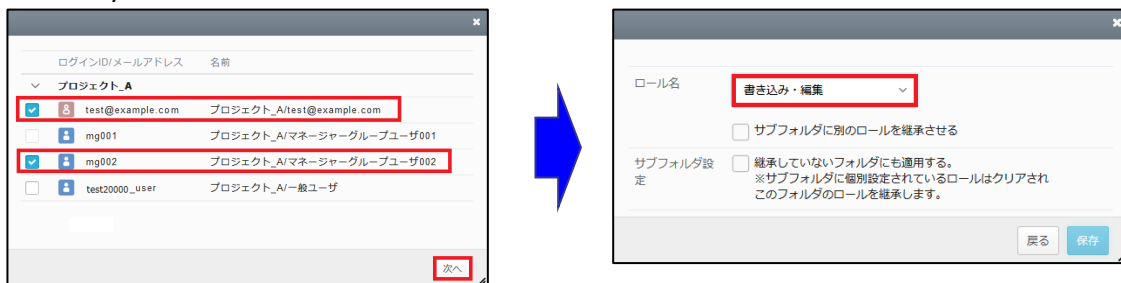 ログインID/メールアドレス 名前
プロジェクト_A
test@example.com プロジェクト_A/test@example.com
mg001 プロジェクト_A/マネージャーグループユーザ001
mg002 プロジェクト_A/マネージャーグループユーザ002
test20000_user プロジェクト_A/一般ユーザ
次へ
ロール名 書き込み・編集
サブフォルダに別のロールを継承させる
サブフォルダ設定 継承していないフォルダにも適用する。
※サブフォルダに個別設定されているロールはクリアされ
このフォルダのロールを継承します。
戻る 保存